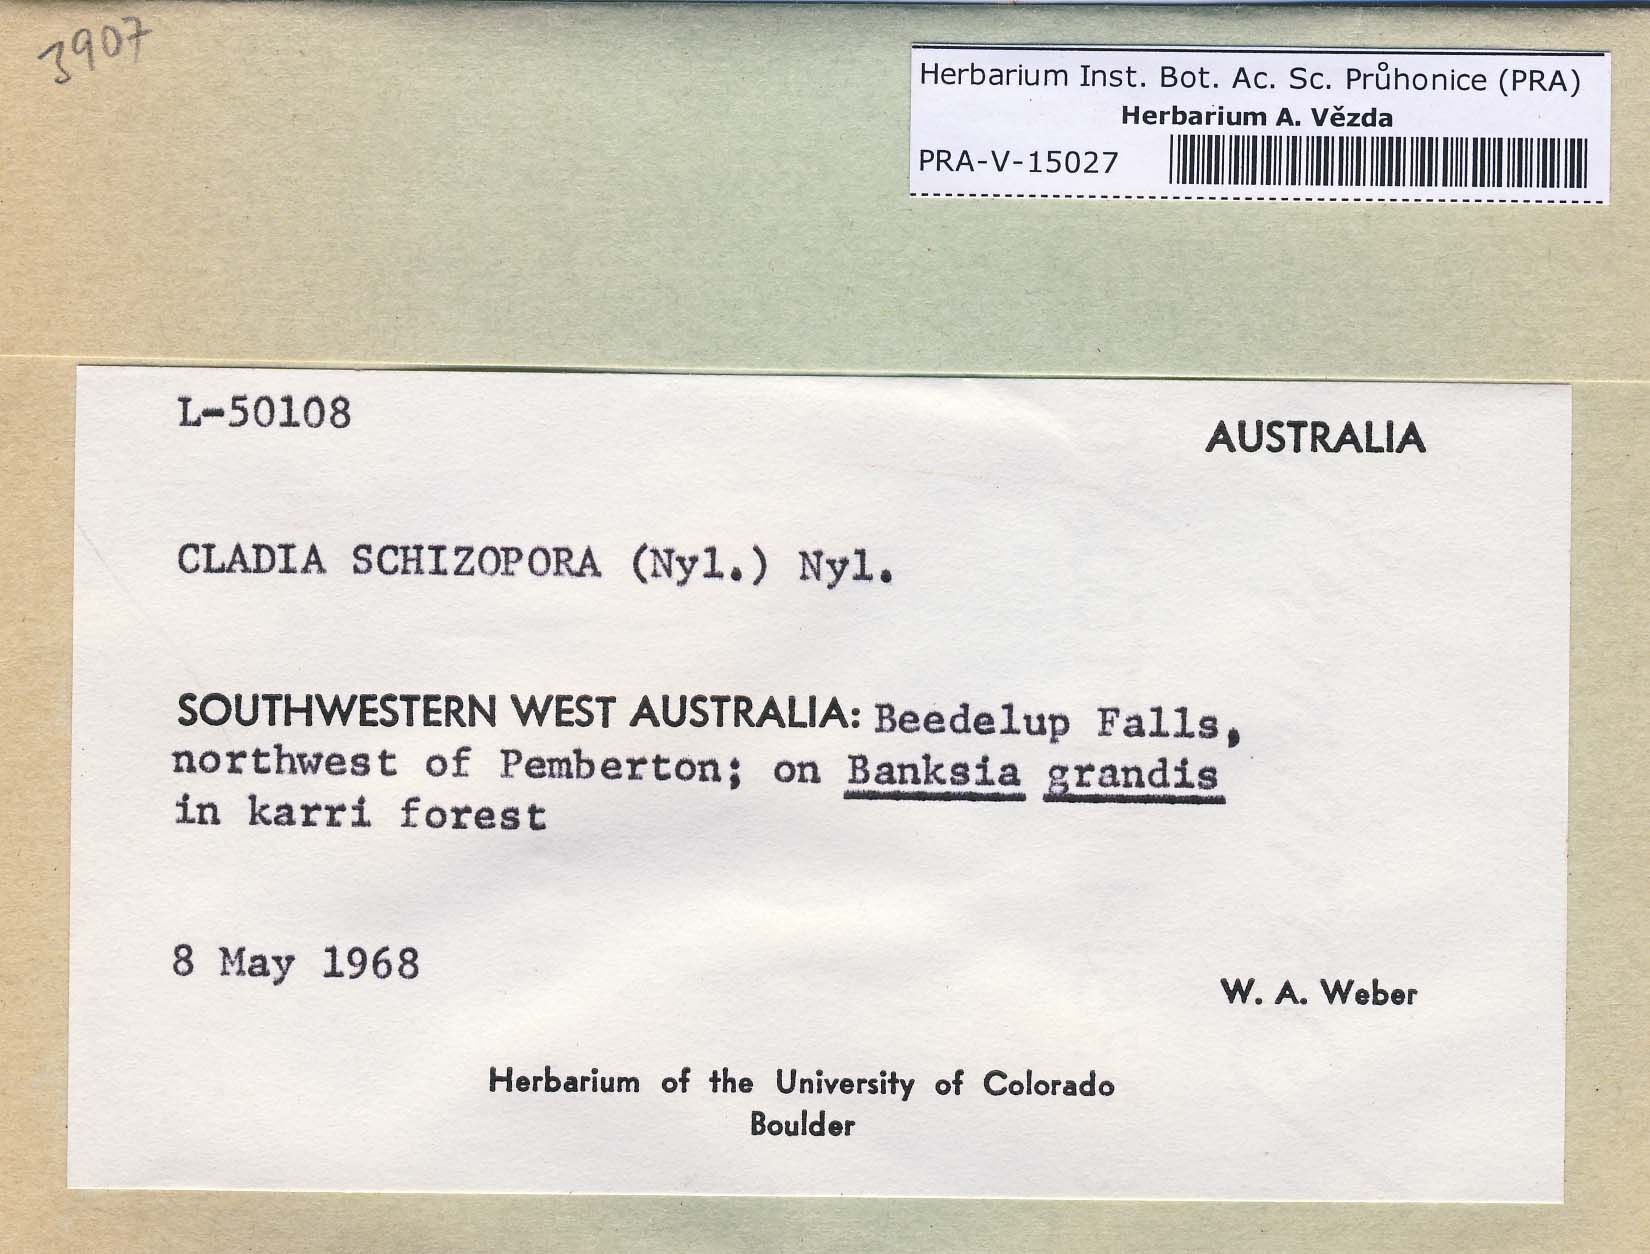 3907
Herbarium Inst. Bot. Ac. Sc. Průhonice (PRA)
Herbarium A. Vězda
PRA-V-15027
L-50108
AUSTRALIA
CLADIA SCHIZOPORA (Nyl.) Nyl.
SOUTHWESTERN WEST AUSTRALIA: Beedelup Falls,
northwest of Pemberton; on Banksia grandis
in karri forest
8 May 1968
W. A. Weber
Herbarium of the University of Colorado
Boulder